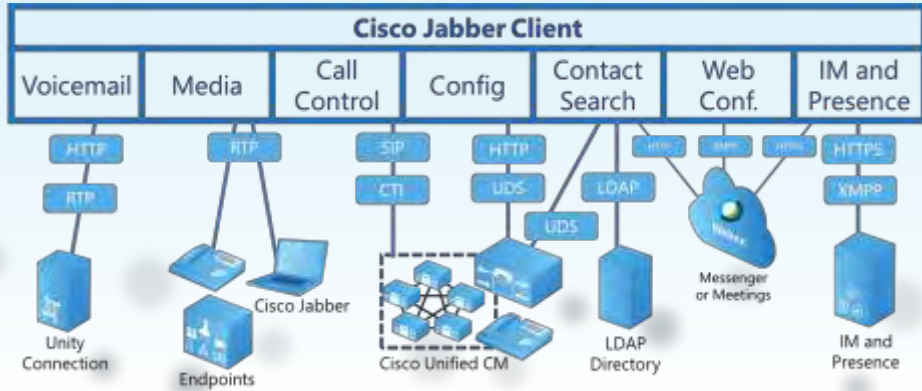 Cisco Jabber Client
Voicemail
Media
Call
Control
Config
Contact
Search
Web
Conf.
IM and
Presence
HTTP
RTP
SIP
HTTP
HTTPS
RTP
CTI
UDS
LDAP
XMPP
UDS
Messenger
or Meetings
Cisco Jabber
Unity
Connection
Endpoints
Cisco Unified CM
LDAP
Directory
IM and
Presence